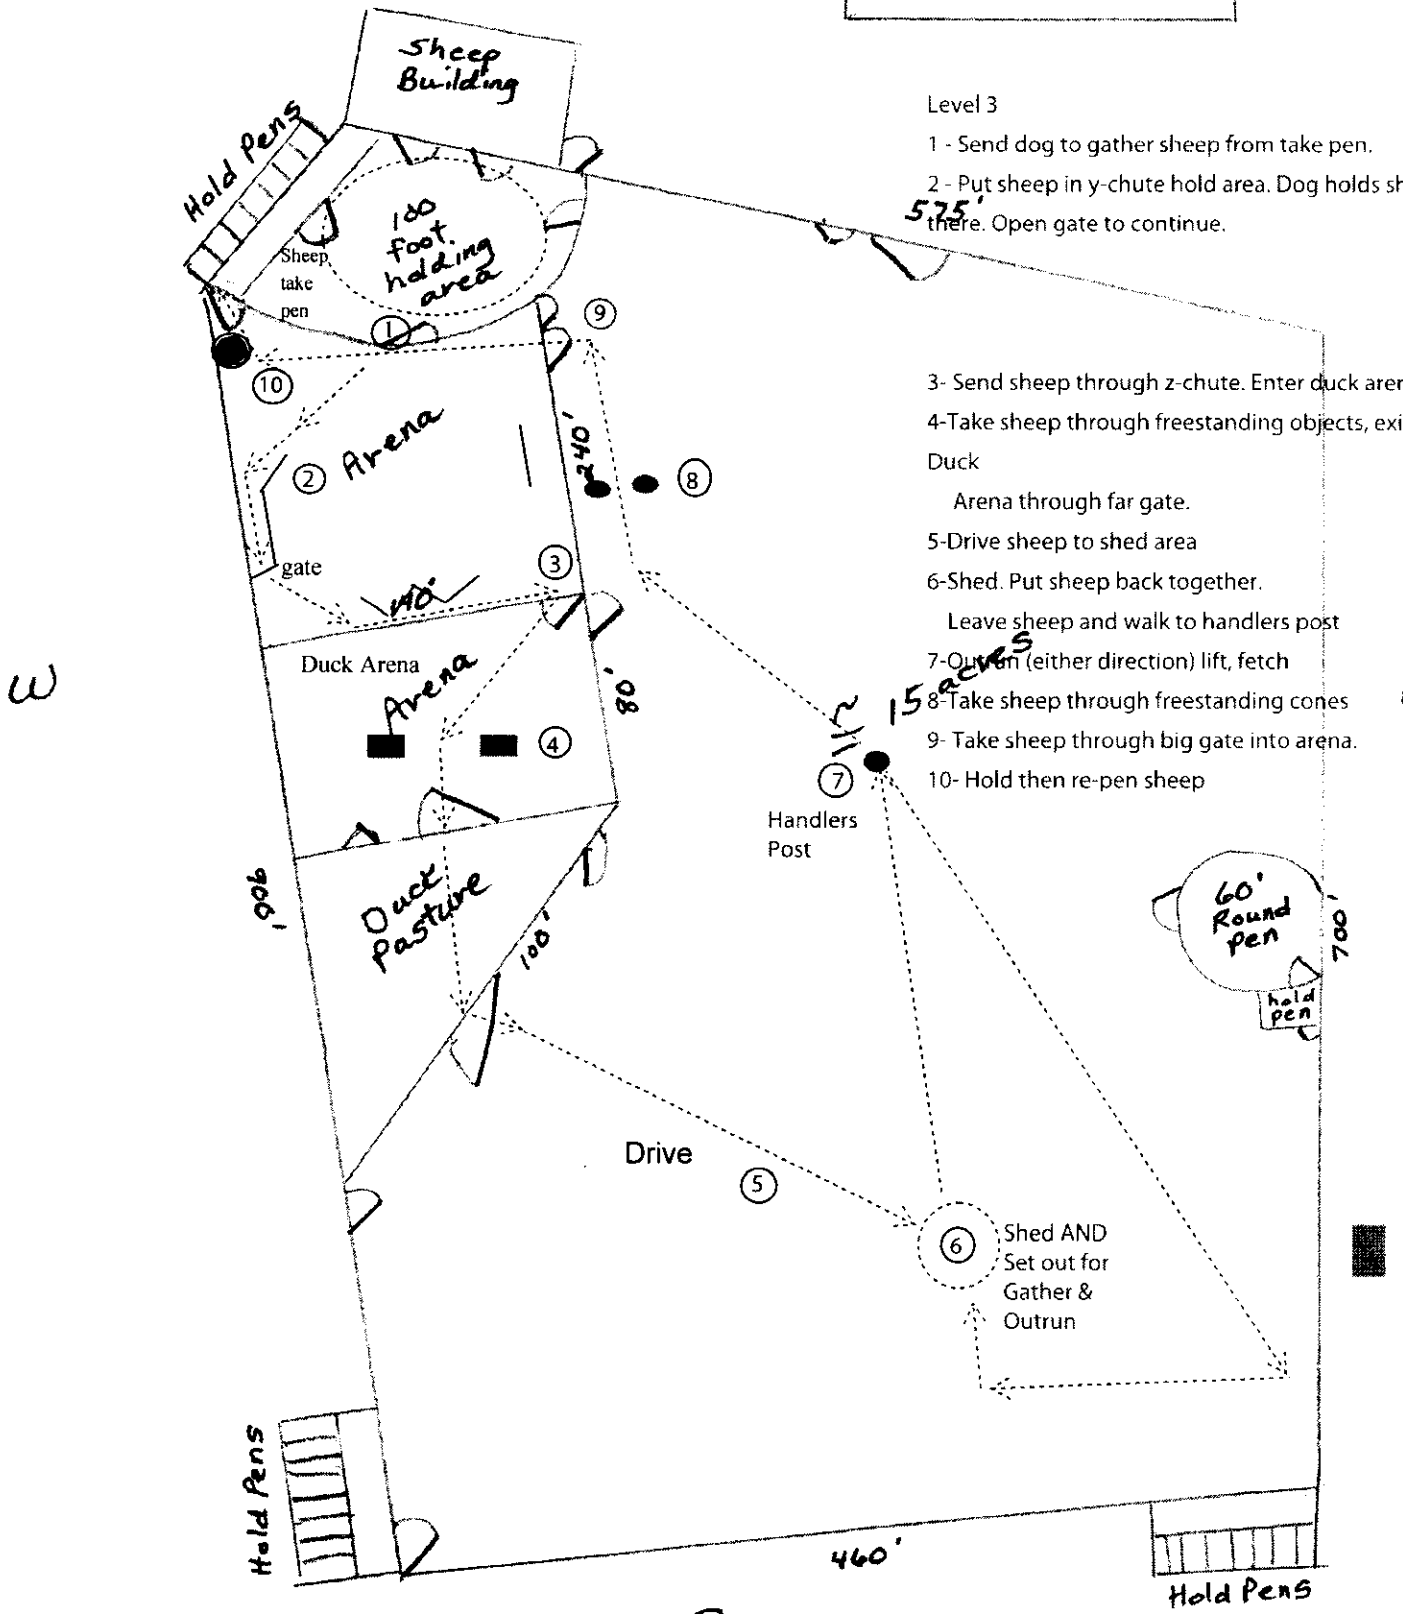 Sheep
Building
Hold Pens
100
foot
holding
area
Sheep
take
pen
1
9
10
Arena
2
240'
8
gate
3
140'
Duck Arena
Arena
80'
4
W
Level 3
1 - Send dog to gather sheep from take pen.
2 - Put sheep in y-chute hold area. Dog holds sh
575'
there. Open gate to continue.
3- Send sheep through z-chute. Enter duck aren
4-Take sheep through freestanding objects, exi
Duck
Arena through far gate.
5-Drive sheep to shed area
6-Shed. Put sheep back together.
Leave sheep and walk to handlers post
7-Outrun (either direction) lift, fetch
15 acres
8-Take sheep through freestanding cones
9- Take sheep through big gate into arena.
10- Hold then re-pen sheep
7
Handlers
Post
Duck
Pasture
900'
100'
60'
Round
pen
700'
hold
pen
Drive
5
6
Shed AND
Set out for
Gather &
Outrun
Hold Pens
460'
Hold Pens